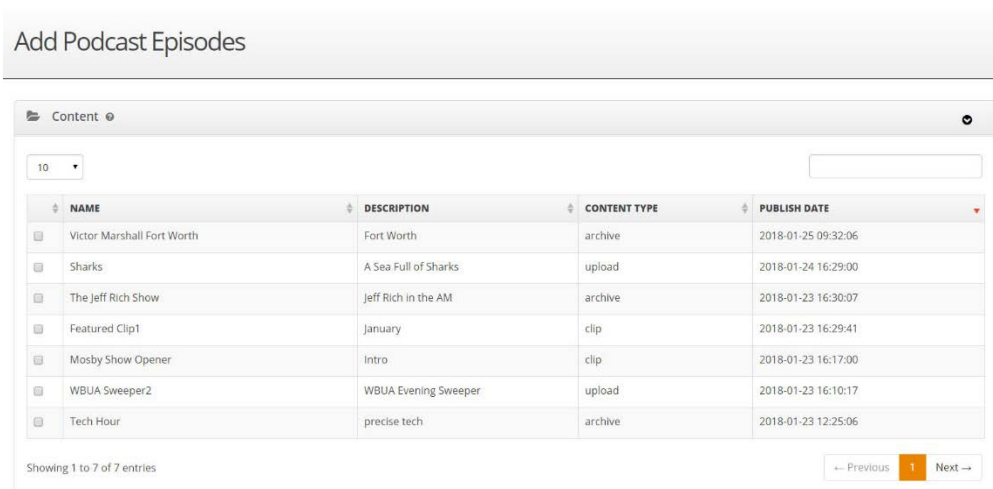 Add Podcast Episodes
Content
10
NAME DESCRIPTION CONTENT TYPE PUBLISH DATE
Victor Marshall Fort Worth Fort Worth archive 2018-01-25 09:32:06
Sharks A Sea Full of Sharks upload 2018-01-24 16:29:00
The Jeff Rich Show Jeff Rich in the AM archive 2018-01-23 16:30:07
Featured Clip1 January clip 2018-01-23 16:29:41
Mosby Show Opener Intro clip 2018-01-23 16:17:00
WBUA Sweeper2 WBUA Evening Sweeper upload 2018-01-23 16:10:17
Tech Hour precise tech archive 2018-01-23 12:25:06
Showing 1 to 7 of 7 entries ← Previous 1 Next →